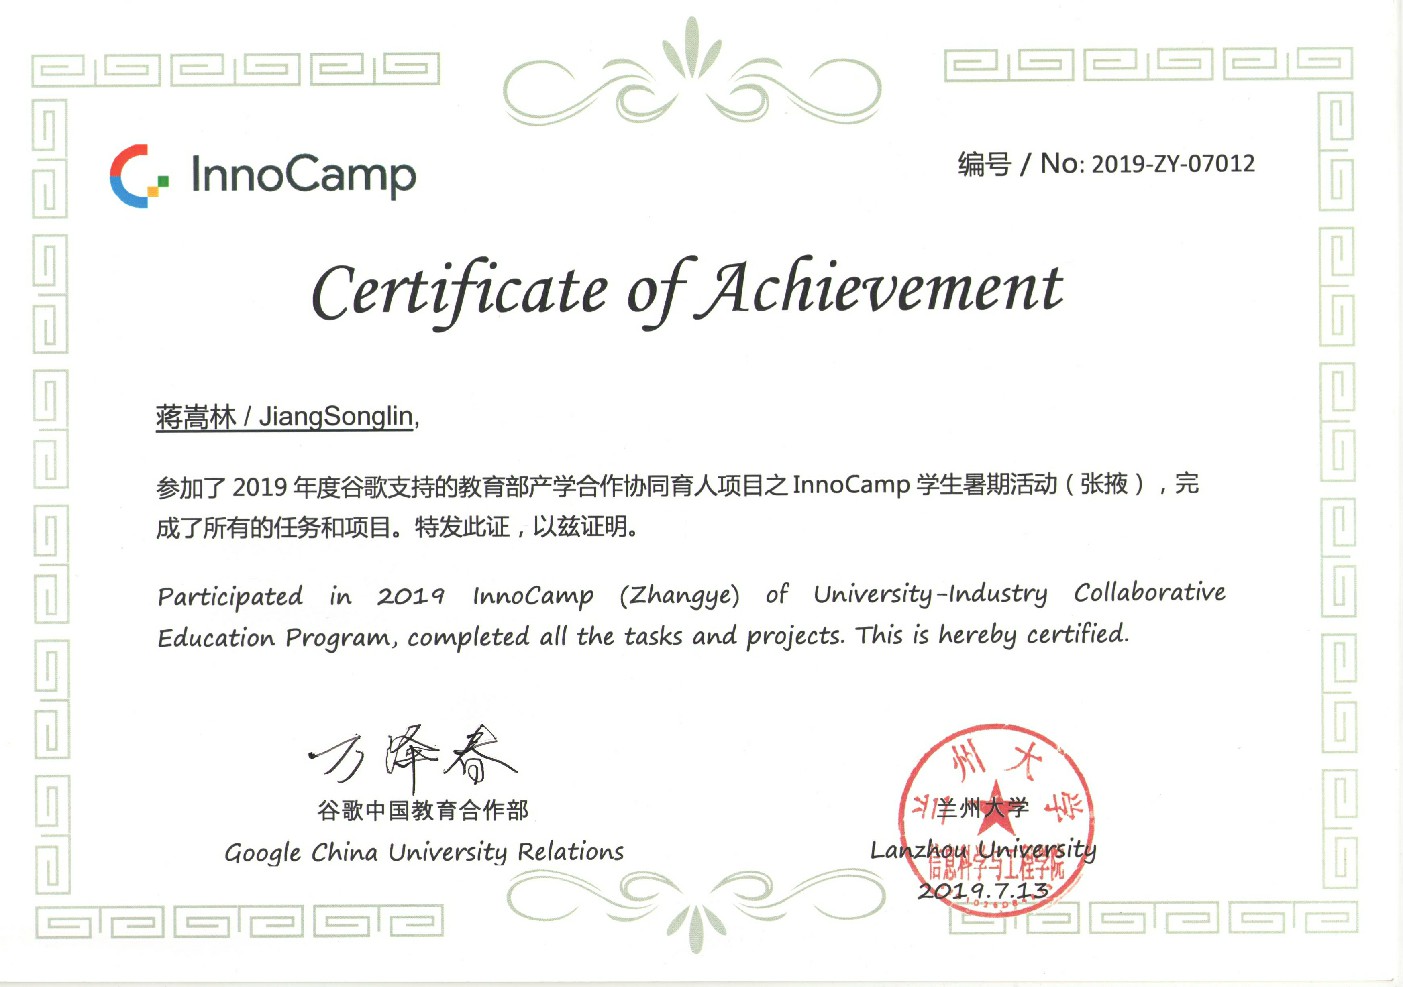 InnoCamp
编号 / No: 2019-ZY-07012
Certificate of Achievement
蒋嵩林 / JiangSonglin,
参加了 2019 年度谷歌支持的教育部产学合作协同育人项目之 InnoCamp 学生暑期活动（张掖），完
成了所有的任务和项目。特发此证，以兹证明。
Participated in 2019 InnoCamp (Zhangye) of University-Industry Collaborative
Education Program, completed all the tasks and projects. This is hereby certified.
万泽春
谷歌中国教育合作部
Google China University Relations
兰州大学
兰州大学
Lanzhou University
信息科学与工程学院
2019.7.13